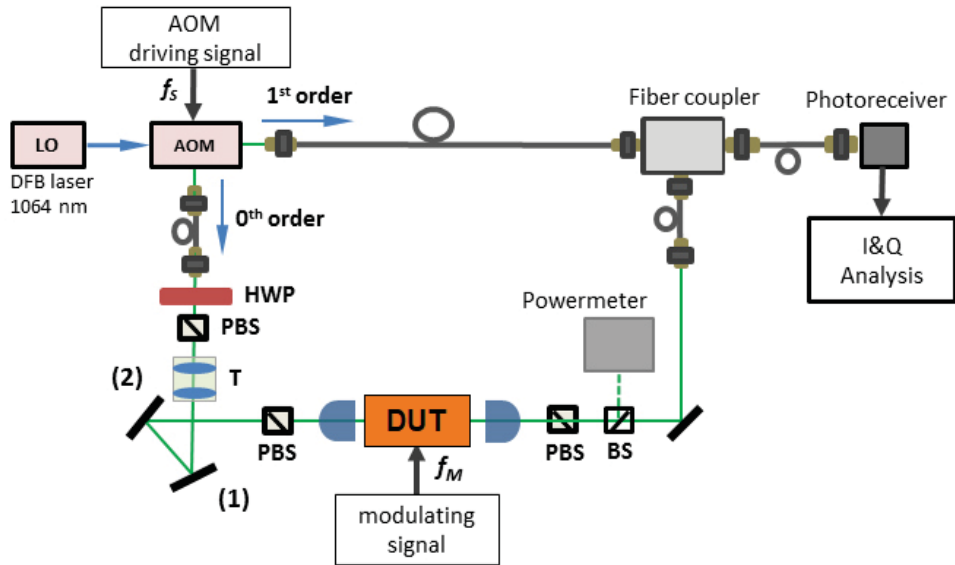 AOM
driving signal
fs
1st order
Fiber coupler
Photoreceiver
LO
AOM
DFB laser
1064 nm
0th order
I&Q
Analysis
HWP
PBS
Powermeter
(2)
T
DUT
PBS
PBS
BS
(1)
fM
modulating
signal